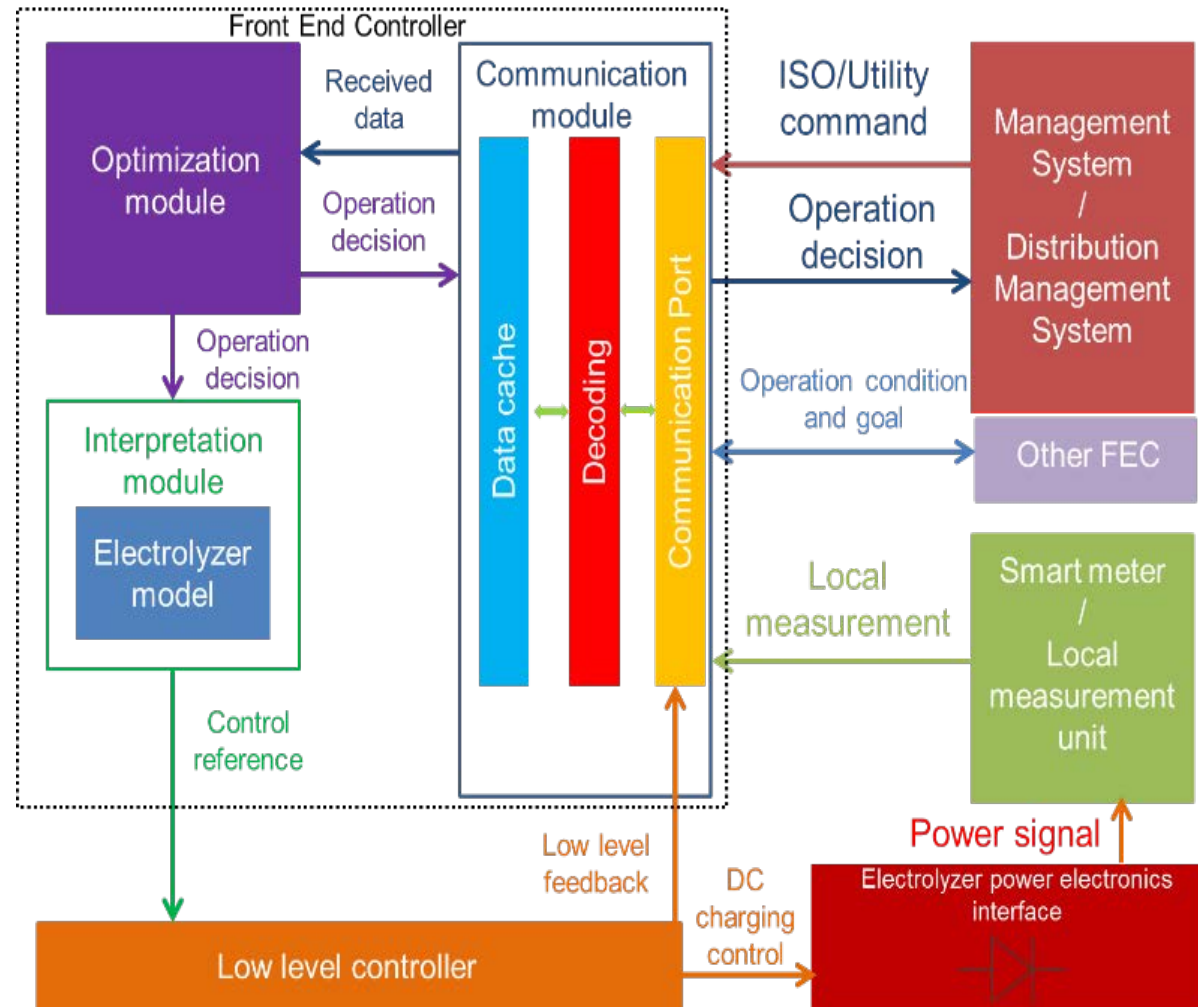 Front End Controller
Optimization
module
Received
data
Operation
decision
Operation
decision
Interpretation
module
Electrolyzer
model
Control
reference
Communication
module
Data cache
Decoding
Communication Port
ISO/Utility
command
Operation
decision
Operation condition
and goal
Local
measurement
Management
System
/
Distribution
Management
System
Other FEC
Smart meter
/
Local
measurement
unit
Power signal
Electrolyzer power electronics
interface
Low level
feedback
DC
charging
control
Low level controller